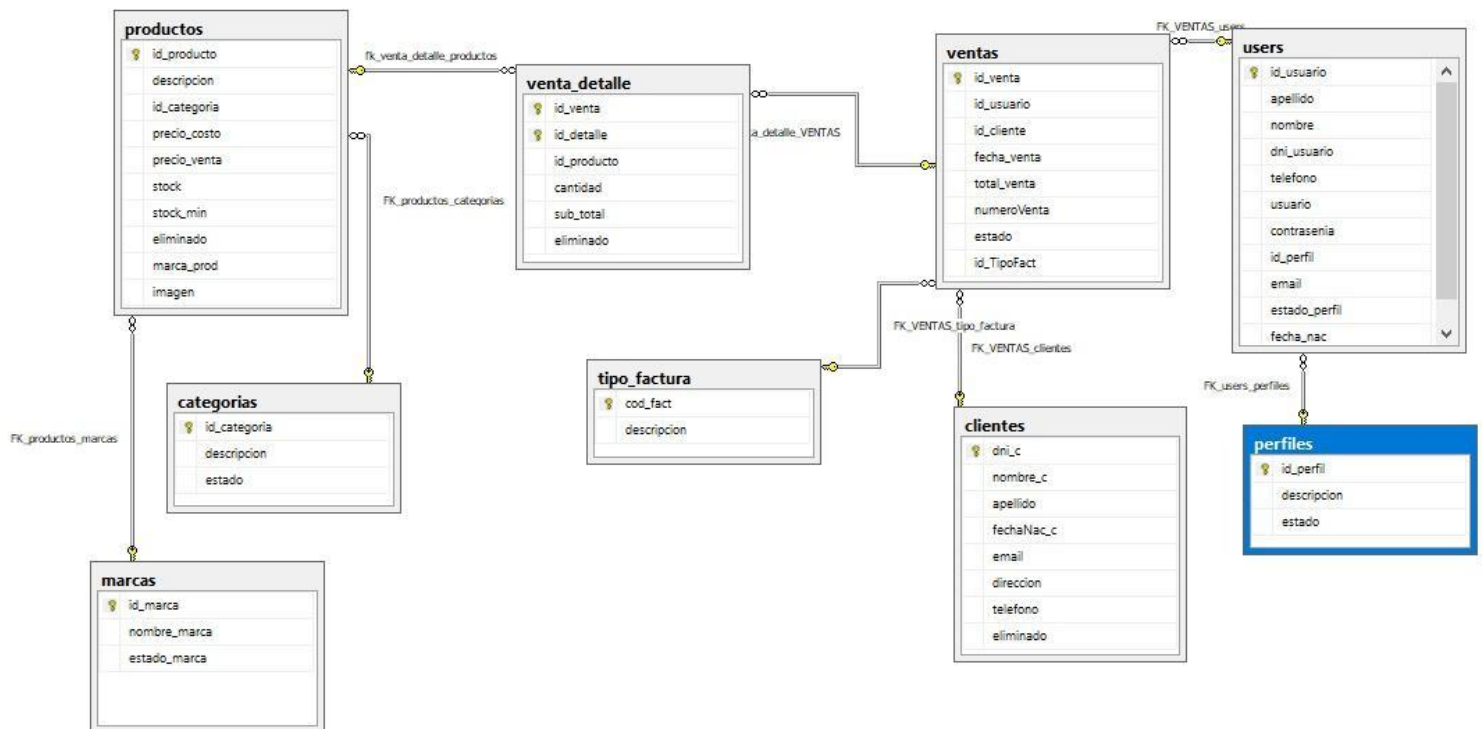 productos
id_producto
descripcion
id_categoria
precio_costo
precio_venta
stock
stock_min
eliminado
marca_prod
imagen
fk_venta_detalle_productos
venta_detalle
id_venta
id_detalle
id_producto
cantidad
sub_total
eliminado
a_detalle_VENTAS
ventas
id_venta
id_usuario
id_cliente
fecha_venta
total_venta
numeroVenta
estado
id_TipoFact
FK_VENTAS_users
users
id_usuario
apellido
nombre
dni_usuario
telefono
usuario
contrasenia
id_perfil
email
estado_perfil
fecha_nac
FK_productos_categorias
FK_VENTAS_tipo_factura
FK_VENTAS_clientes
FK_users_perfiles
FK_productos_marcas
categorias
id_categoria
descripcion
estado
tipo_factura
cod_fact
descripcion
clientes
dni_c
nombre_c
apellido
fechaNac_c
email
direccion
telefono
eliminado
perfiles
id_perfil
descripcion
estado
marcas
id_marca
nombre_marca
estado_marca